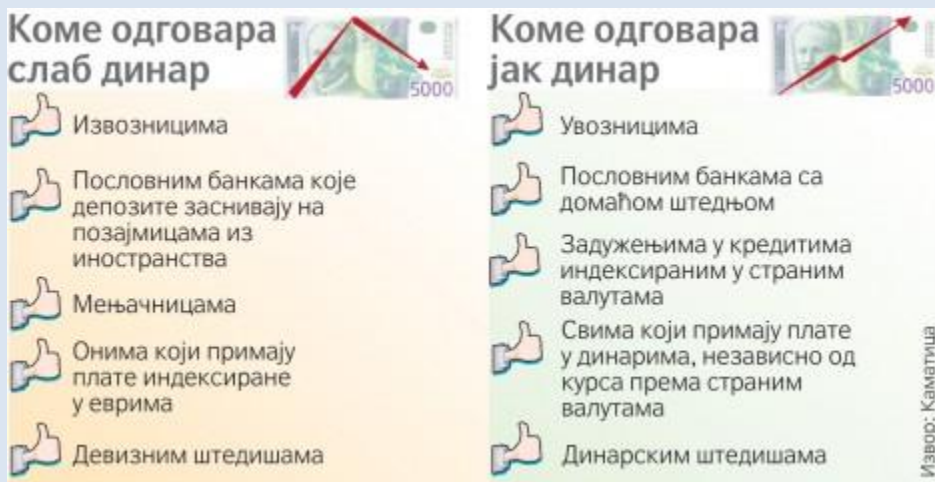 Коме одговара
слаб динар
5000
Извозницима
Пословним банкама које
депозите заснивају на
позајмицама из
иностранства
Мењачницама
Онима који примају
плате индексиране
у еврима
Девизним штедишама
Коме одговара
јак динар
5000
Увозницима
Пословним банкама са
домаћом штедњом
Задужењима у кредитима
индексираним у страним
валутама
Свима који примају плате
у динарима, независно од
курса према страним
валутама
Динарским штедишама
Извор: Каматица